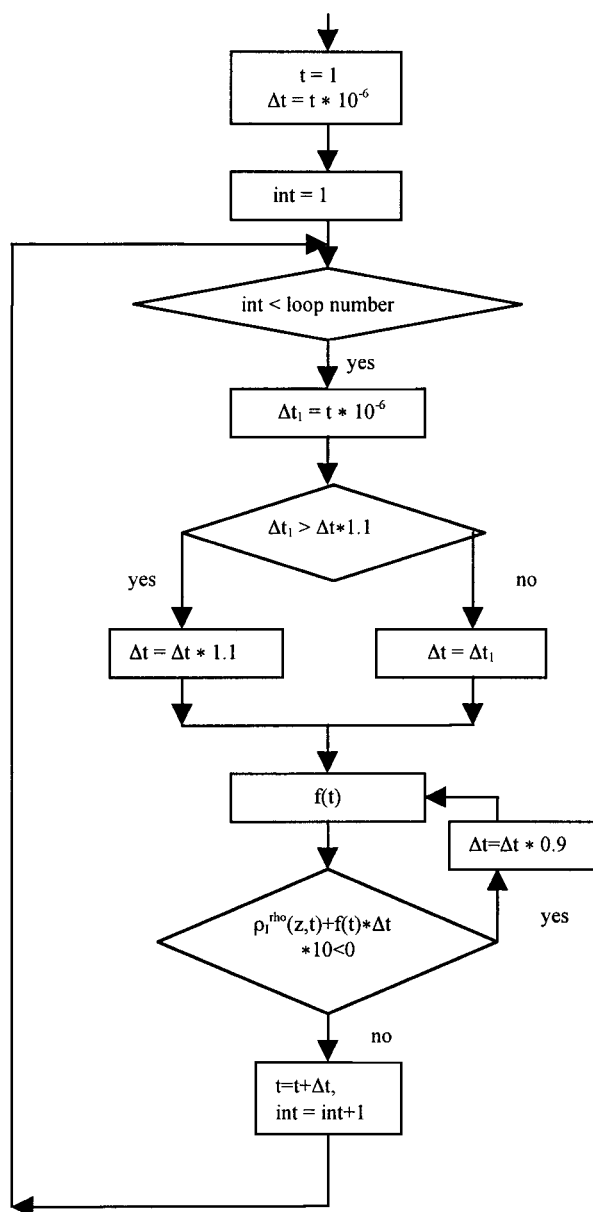 t = 1
Δt = t * 10⁻⁶
int = 1
int < loop number
yes
Δt₁ = t * 10⁻⁶
Δt₁ > Δt*1.1
yes
no
Δt = Δt * 1.1
Δt = Δt₁
f(t)
Δt=Δt * 0.9
yes
ρ_I^rho(z,t)+f(t)*Δt
*10<0
no
t=t+Δt,
int = int+1